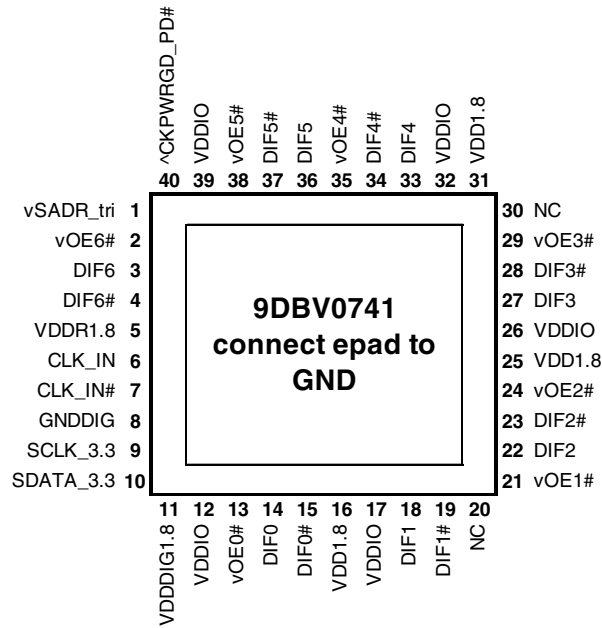 ^CKPWRGD_PD#
VDDIO
vOE5#
DIF5#
DIF5
vOE4#
DIF4#
DIF4
VDDIO
VDD1.8
40 39 38 37 36 35 34 33 32 31
vSADR_tri 1
vOE6# 2
DIF6 3
DIF6# 4
VDDR1.8 5
CLK_IN 6
CLK_IN# 7
GNDDIG 8
SCLK_3.3 9
SDATA_3.3 10
9DBV0741
connect epad to
GND
30 NC
29 vOE3#
28 DIF3#
27 DIF3
26 VDDIO
25 VDD1.8
24 vOE2#
23 DIF2#
22 DIF2
21 vOE1#
11 12 13 14 15 16 17 18 19 20
VDDDIG1.8
VDDIO
vOE0#
DIF0
DIF0#
VDD1.8
VDDIO
DIF1
DIF1#
NC